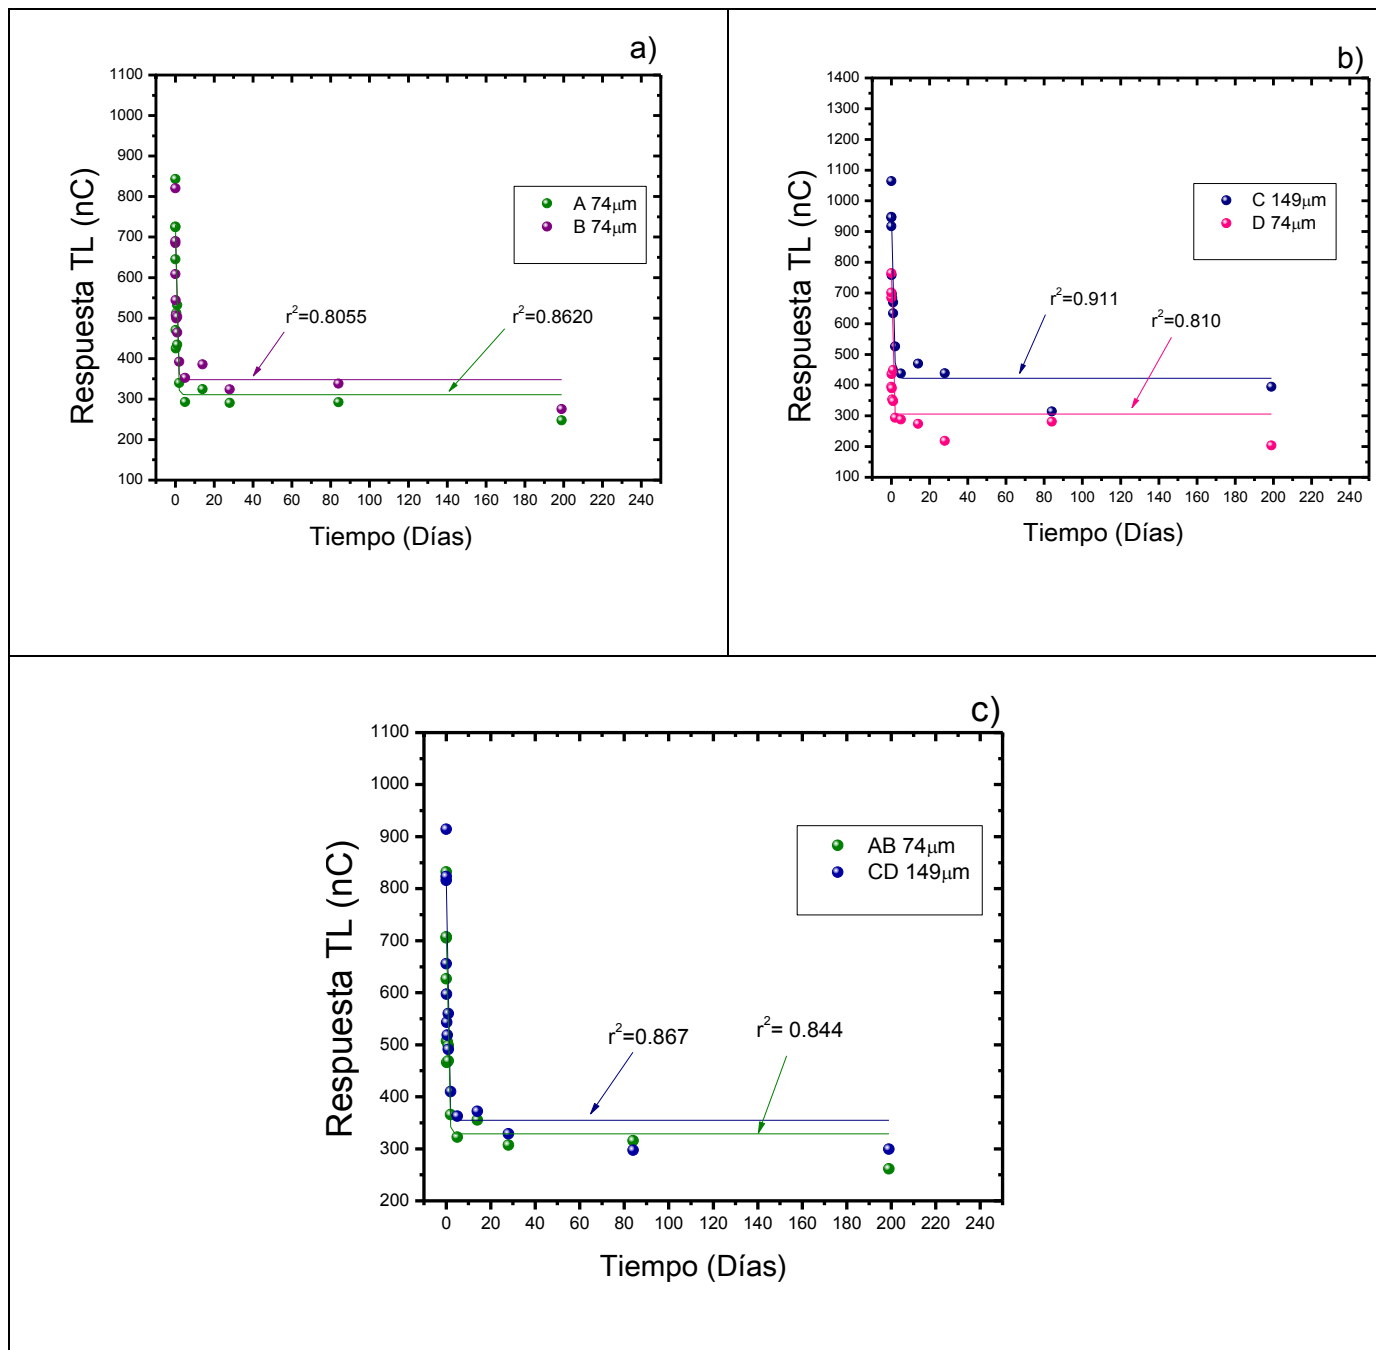 a)
1100
1000
900
800
700
600
500
400
300
200
100
Respuesta TL (nC)
A 74μm
B 74μm
r²=0.8055
r²=0.8620
0 20 40 60 80 100 120 140 160 180 200 220 240
Tiempo (Días)
b)
1400
1300
1200
1100
1000
900
800
700
600
500
400
300
200
100
Respuesta TL (nC)
C 149μm
D 74μm
r²=0.911
r²=0.810
0 20 40 60 80 100 120 140 160 180 200 220 240
Tiempo (Días)
c)
1100
1000
900
800
700
600
500
400
300
200
Respuesta TL (nC)
AB 74μm
CD 149μm
r²=0.867
r²= 0.844
0 20 40 60 80 100 120 140 160 180 200 220 240
Tiempo (Días)